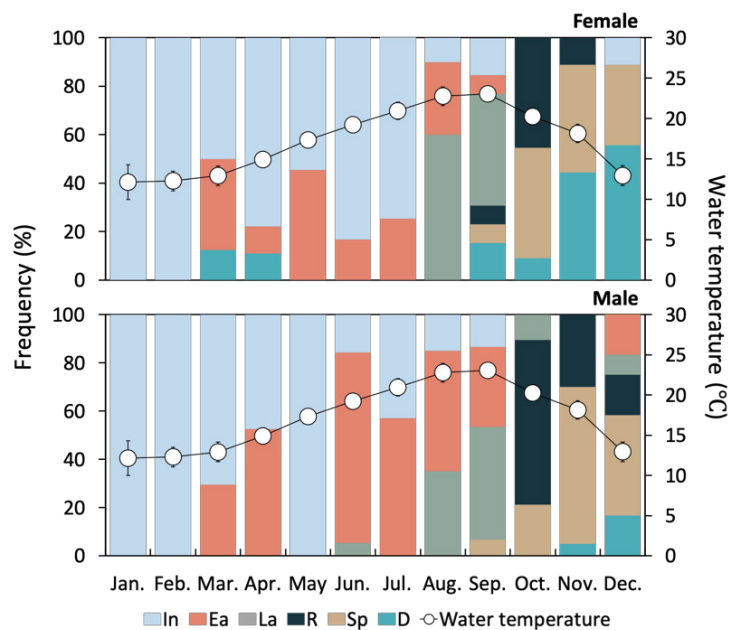 Female
100 30
80 25
60 20
15
40 10
20 5
0 0
Frequency (%)
Water temperature (°C)
Male
100 30
80 25
60 20
15
40 10
20 5
0 0
Jan. Feb. Mar. Apr. May Jun. Jul. Aug. Sep. Oct. Nov. Dec.
In Ea La R Sp D Water temperature